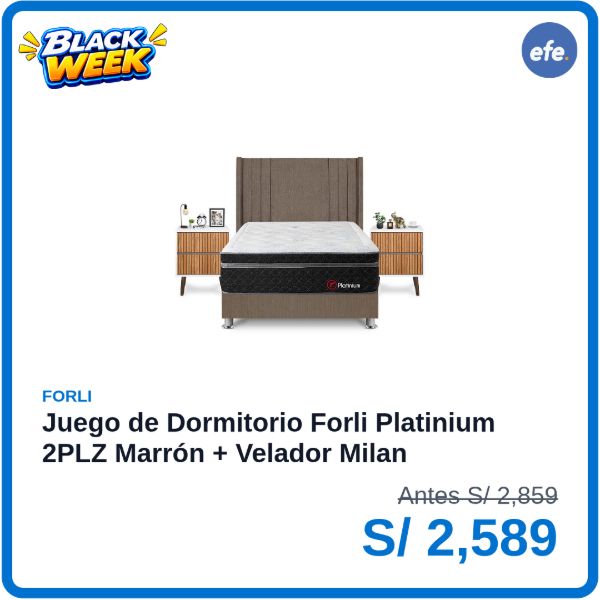 BLACK
WEEK
efe.
Platinium
FORLI
Juego de Dormitorio Forli Platinium
2PLZ Marrón + Velador Milan
Antes S/ 2,859
S/ 2,589